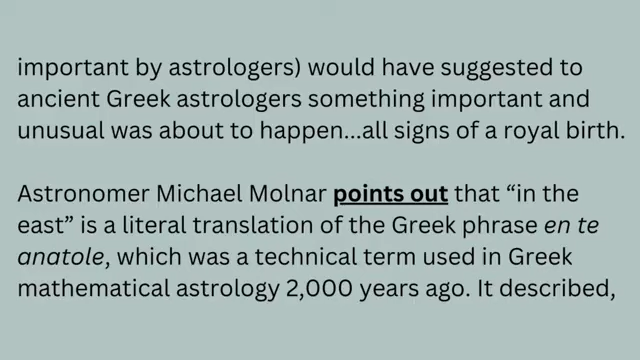 important by astrologers) would have suggested to
ancient Greek astrologers something important and
unusual was about to happen...all signs of a royal birth.
Astronomer Michael Molnar points out that “in the
east” is a literal translation of the Greek phrase en te
anatole, which was a technical term used in Greek
mathematical astrology 2,000 years ago. It described,